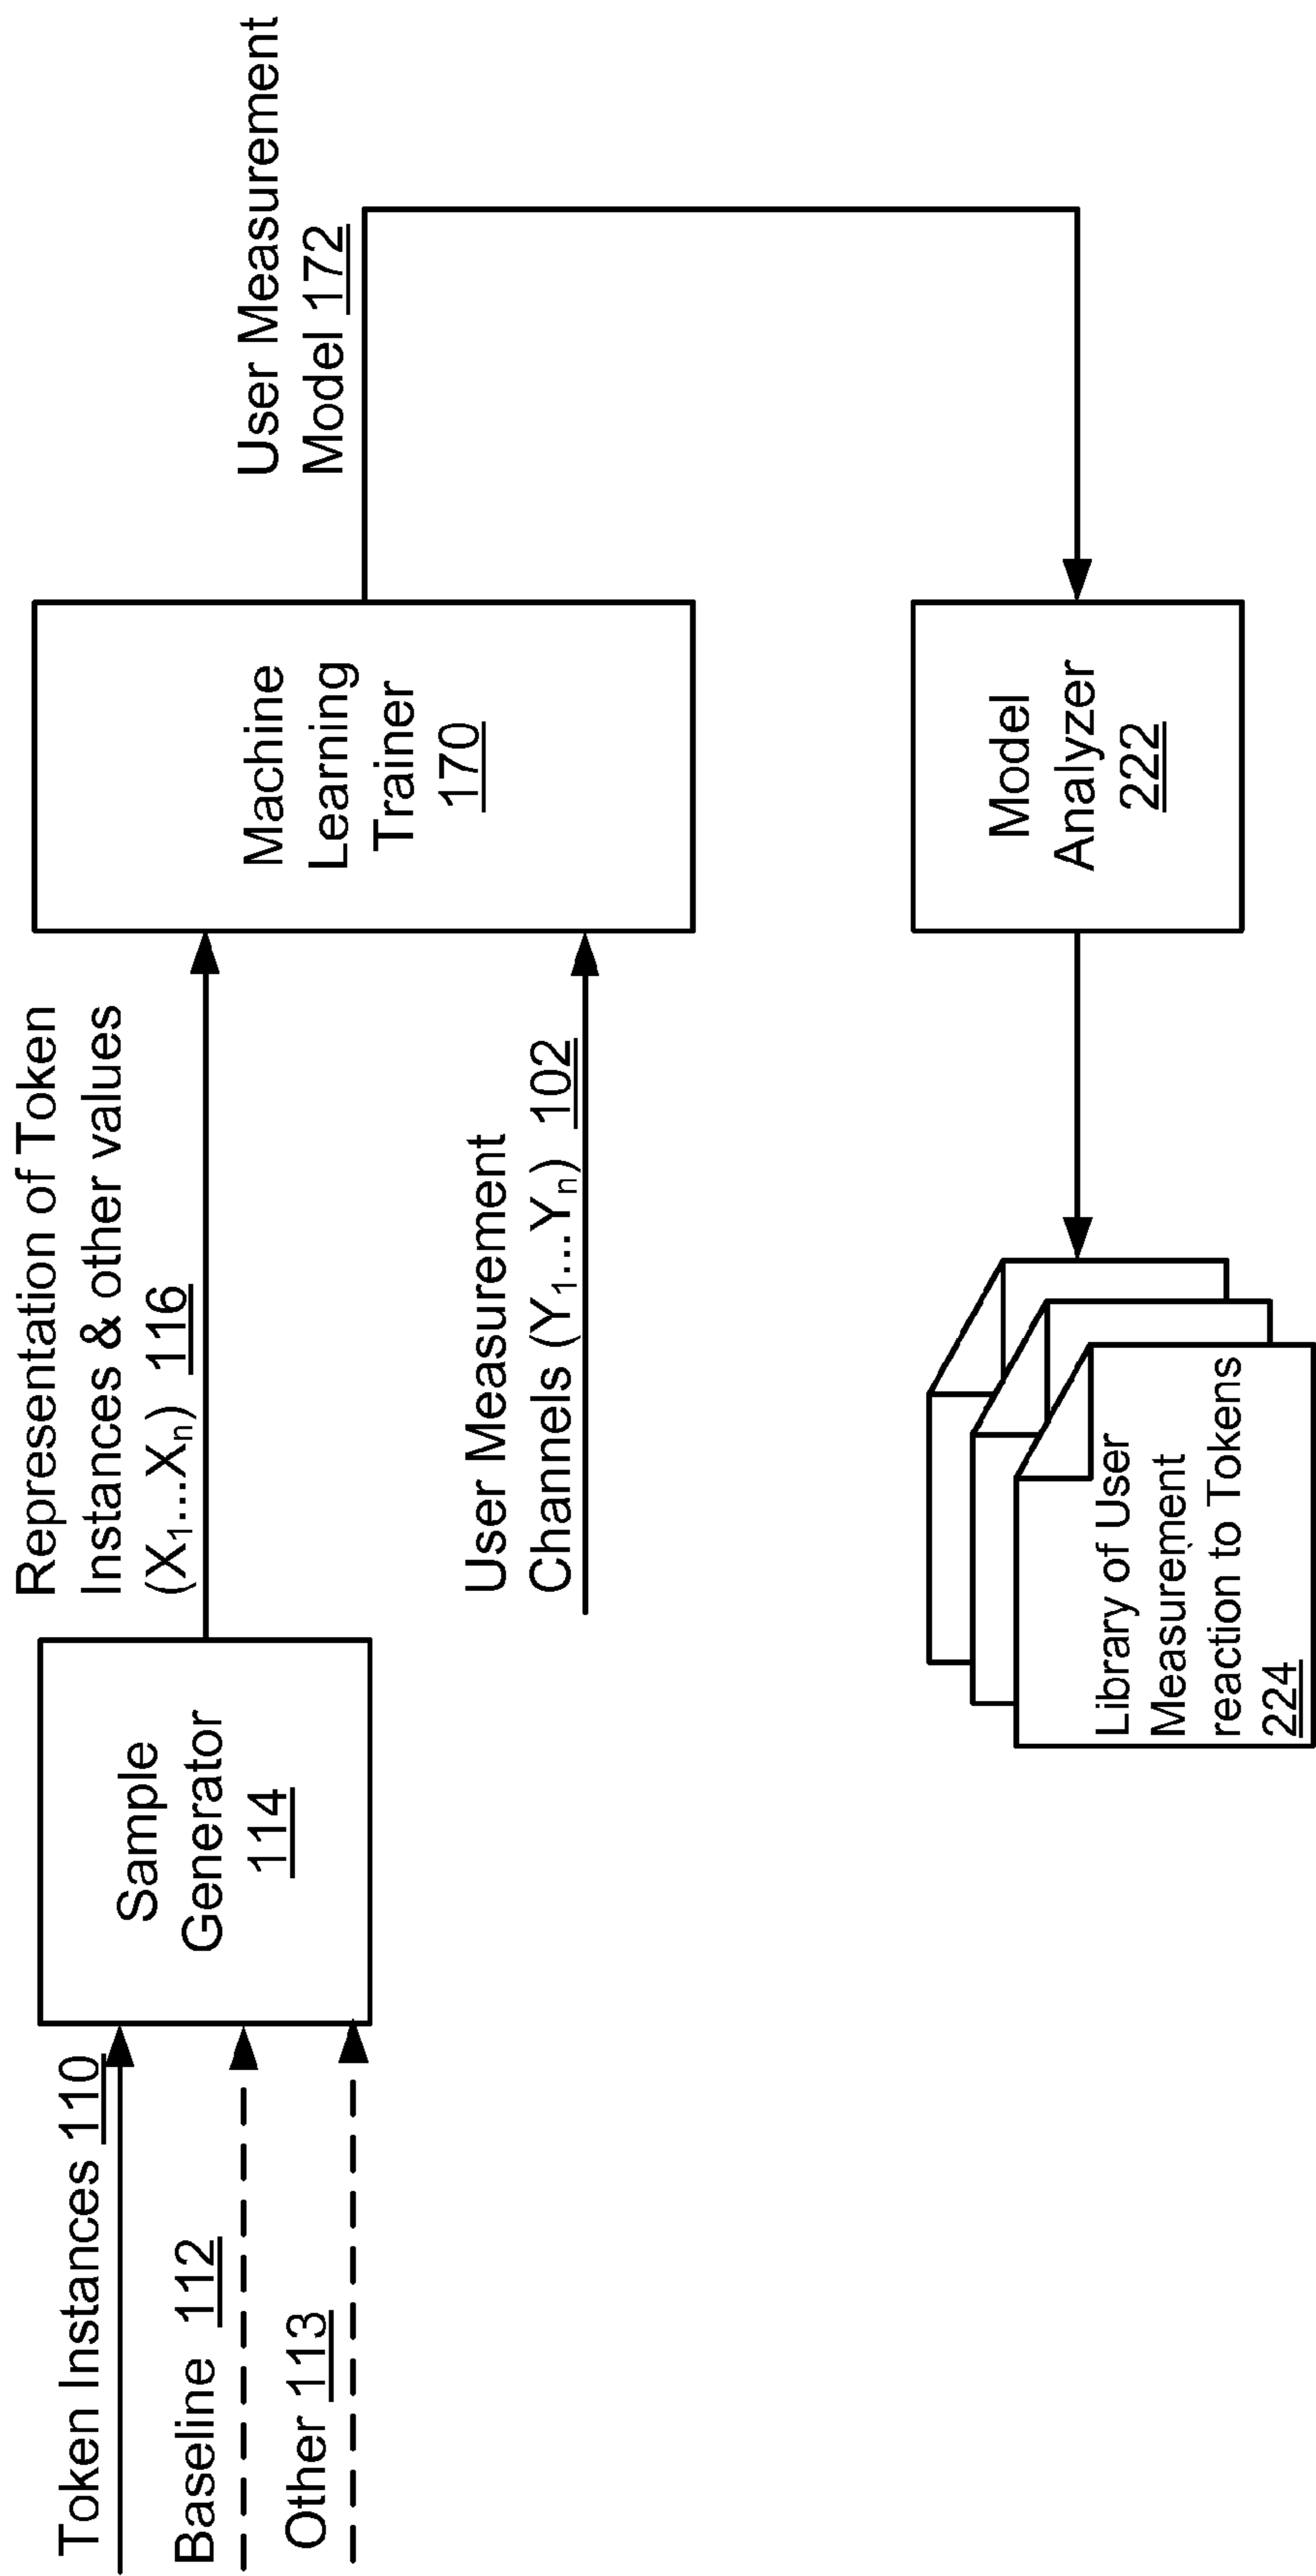 Token Instances 110
Baseline 112
Other 113
Sample
Generator
114
Representation of Token
Instances & other values
(X1...Xn) 116
User Measurement
Channels (Y1...Yn) 102
Machine
Learning
Trainer
170
User Measurement
Model 172
Model
Analyzer
222
Library of User
Measurement
reaction to Tokens
224